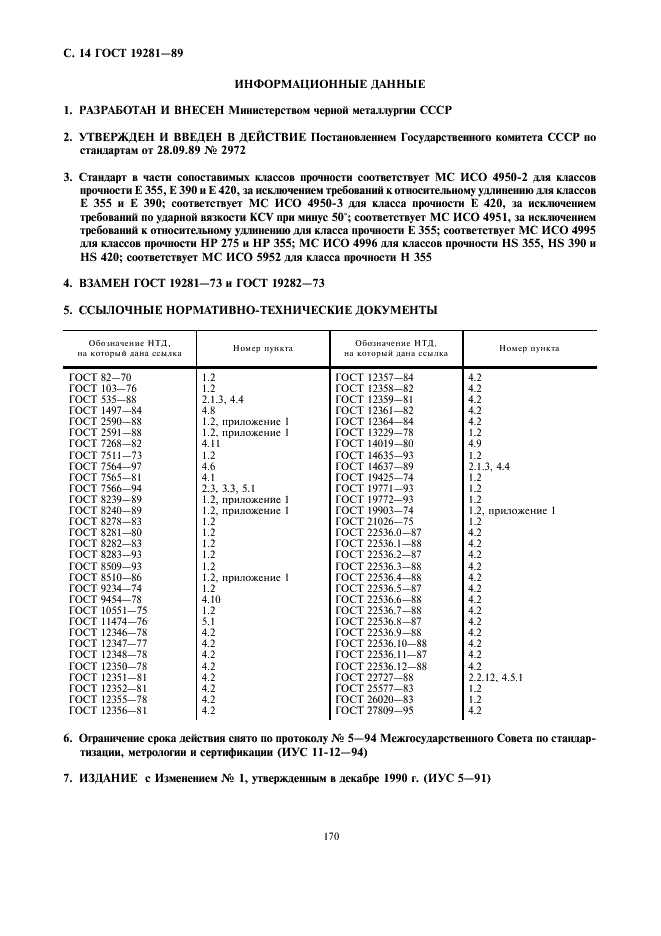 С. 14 ГОСТ 19281—89
ИНФОРМАЦИОННЫЕ ДАННЫЕ
1. РАЗРАБОТАН И ВНЕСЕН Министерством черной металлургии СССР
2. УТВЕРЖДЕН И ВВЕДЕН В ДЕЙСТВИЕ Постановлением Государственного комитета СССР по
стандартам от 28.09.89 № 2972
3. Стандарт в части сопоставимых классов прочности соответствует МС ИСО 4950-2 для классов
прочности Е 355, Е 390 и Е 420, за исключением требований к относительному удлинению для классов
Е 355 и Е 390; соответствует МС ИСО 4950-3 для класса прочности Е 420, за исключением
требований по ударной вязкости KCV при минус 50°; соответствует МС ИСО 4951, за исключением
требований к относительному удлинению для класса прочности Е 355; соответствует МС ИСО 4995
для классов прочности HP 275 и HP 355; МС ИСО 4996 для классов прочности HS 355, HS 390 и
HS 420; соответствует МС ИСО 5952 для класса прочности Н 355
4. ВЗАМЕН ГОСТ 19281—73 и ГОСТ 19282—73
5. ССЫЛОЧНЫЕ НОРМАТИВНО-ТЕХНИЧЕСКИЕ ДОКУМЕНТЫ
Обозначение НТД, на который дана ссылка Номер пункта Обозначение НТД, на который дана ссылка Номер пункта
ГОСТ 82—70 1.2 ГОСТ 12357—84 4.2
ГОСТ 103—76 1.2 ГОСТ 12358—82 4.2
ГОСТ 535—88 2.1.3, 4.4 ГОСТ 12359—81 4.2
ГОСТ 1497—84 4.8 ГОСТ 12361—82 4.2
ГОСТ 2590—88 1.2, приложение 1 ГОСТ 12364—84 4.2
ГОСТ 2591—88 1.2, приложение 1 ГОСТ 13229—78 1.2
ГОСТ 7268—82 4.11 ГОСТ 14019—80 4.9
ГОСТ 7511—73 1.2 ГОСТ 14635—93 1.2
ГОСТ 7564—97 4.6 ГОСТ 14637—89 2.1.3, 4.4
ГОСТ 7565—81 4.1 ГОСТ 19425—74 1.2
ГОСТ 7566—94 2.3, 3.3, 5.1 ГОСТ 19771—93 1.2
ГОСТ 8239—89 1.2, приложение 1 ГОСТ 19772—93 1.2
ГОСТ 8240—89 1.2, приложение 1 ГОСТ 19903—74 1.2, приложение 1
ГОСТ 8278—83 1.2 ГОСТ 21026—75 1.2
ГОСТ 8281—80 1.2 ГОСТ 22536.0—87 4.2
ГОСТ 8282—83 1.2 ГОСТ 22536.1—88 4.2
ГОСТ 8283—93 1.2 ГОСТ 22536.2—87 4.2
ГОСТ 8509—93 1.2 ГОСТ 22536.3—88 4.2
ГОСТ 8510—86 1.2, приложение 1 ГОСТ 22536.4—88 4.2
ГОСТ 9234—74 1.2 ГОСТ 22536.5—87 4.2
ГОСТ 9454—78 4.10 ГОСТ 22536.6—88 4.2
ГОСТ 10551—75 1.2 ГОСТ 22536.7—88 4.2
ГОСТ 11474—76 5.1 ГОСТ 22536.8—87 4.2
ГОСТ 12346—78 4.2 ГОСТ 22536.9—88 4.2
ГОСТ 12347—77 4.2 ГОСТ 22536.10—88 4.2
ГОСТ 12348—78 4.2 ГОСТ 22536.11—87 4.2
ГОСТ 12350—78 4.2 ГОСТ 22536.12—88 4.2
ГОСТ 12351—81 4.2 ГОСТ 22727—88 2.2.12, 4.5.1
ГОСТ 12352—81 4.2 ГОСТ 25577—83 1.2
ГОСТ 12355—78 4.2 ГОСТ 26020—83 1.2
ГОСТ 12356—81 4.2 ГОСТ 27809—95 4.2
6. Ограничение срока действия снято по протоколу № 5—94 Межгосударственного Совета по стандар-
тизации, метрологии и сертификации (ИУС 11-12—94)
7. ИЗДАНИЕ с Изменением № 1, утвержденным в декабре 1990 г. (ИУС 5—91)
170